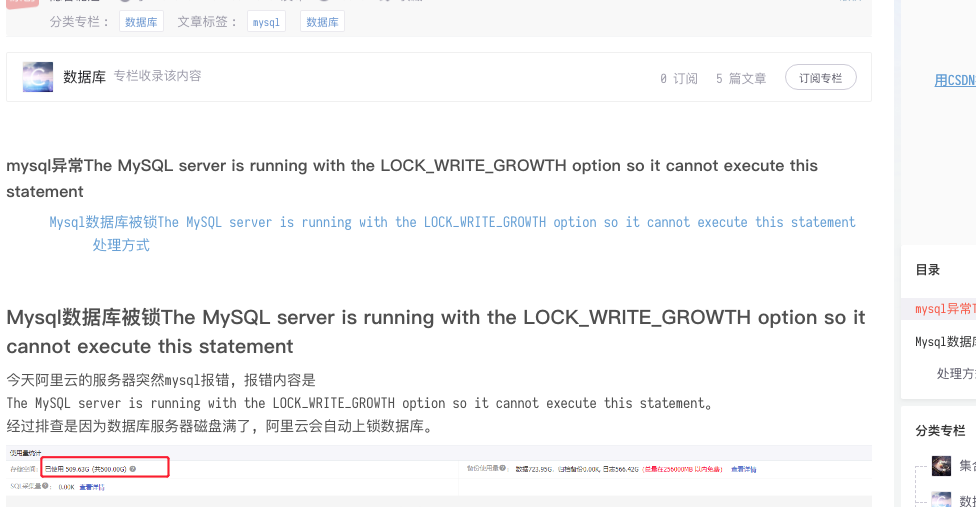 分类专栏： 数据库 文章标签： mysql 数据库
数据库 专栏收录该内容 0 订阅 5 篇文章 订阅专栏
用CSDN
mysql异常The MySQL server is running with the LOCK_WRITE_GROWTH option so it cannot execute this
statement
Mysql数据库被锁The MySQL server is running with the LOCK_WRITE_GROWTH option so it cannot execute this statement
处理方式
目录
mysql异常T
Mysql数据库
处理方式
Mysql数据库被锁The MySQL server is running with the LOCK_WRITE_GROWTH option so it
cannot execute this statement
今天阿里云的服务器突然mysql报错，报错内容是
The MySQL server is running with the LOCK_WRITE_GROWTH option so it cannot execute this statement。
经过排查是因为数据库服务器磁盘满了，阿里云会自动上锁数据库。
分类专栏
使用量统计
存储空间： 已使用 509.63G (共500.00G) 备份使用量： 数据723.95G, 归档备份0.00K, 日志566.42G (总量在256000MB 以内免费) 查看详情
SQL采集量： 0.00K 查看详情
集合
数据